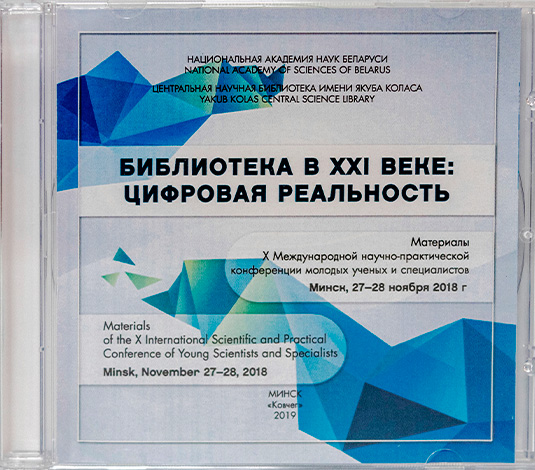 НАЦИОНАЛЬНАЯ АКАДЕМИЯ НАУК БЕЛАРУСИ
NATIONAL ACADEMY OF SCIENCES OF BELARUS
ЦЕНТРАЛЬНАЯ НАУЧНАЯ БИБЛИОТЕКА ИМЕНИ ЯКУБА КОЛАСА
YAKUB KOLAS CENTRAL SCIENCE LIBRARY
БИБЛИОТЕКА В XXI ВЕКЕ:
ЦИФРОВАЯ РЕАЛЬНОСТЬ
Материалы
X Международной научно-практической
конференции молодых ученых и специалистов
Минск, 27–28 ноября 2018 г
Materials
of the X International Scientific and Practical
Conference of Young Scientists and Specialists
Minsk, November 27–28, 2018
МИНСК
«Ковчег»
2019